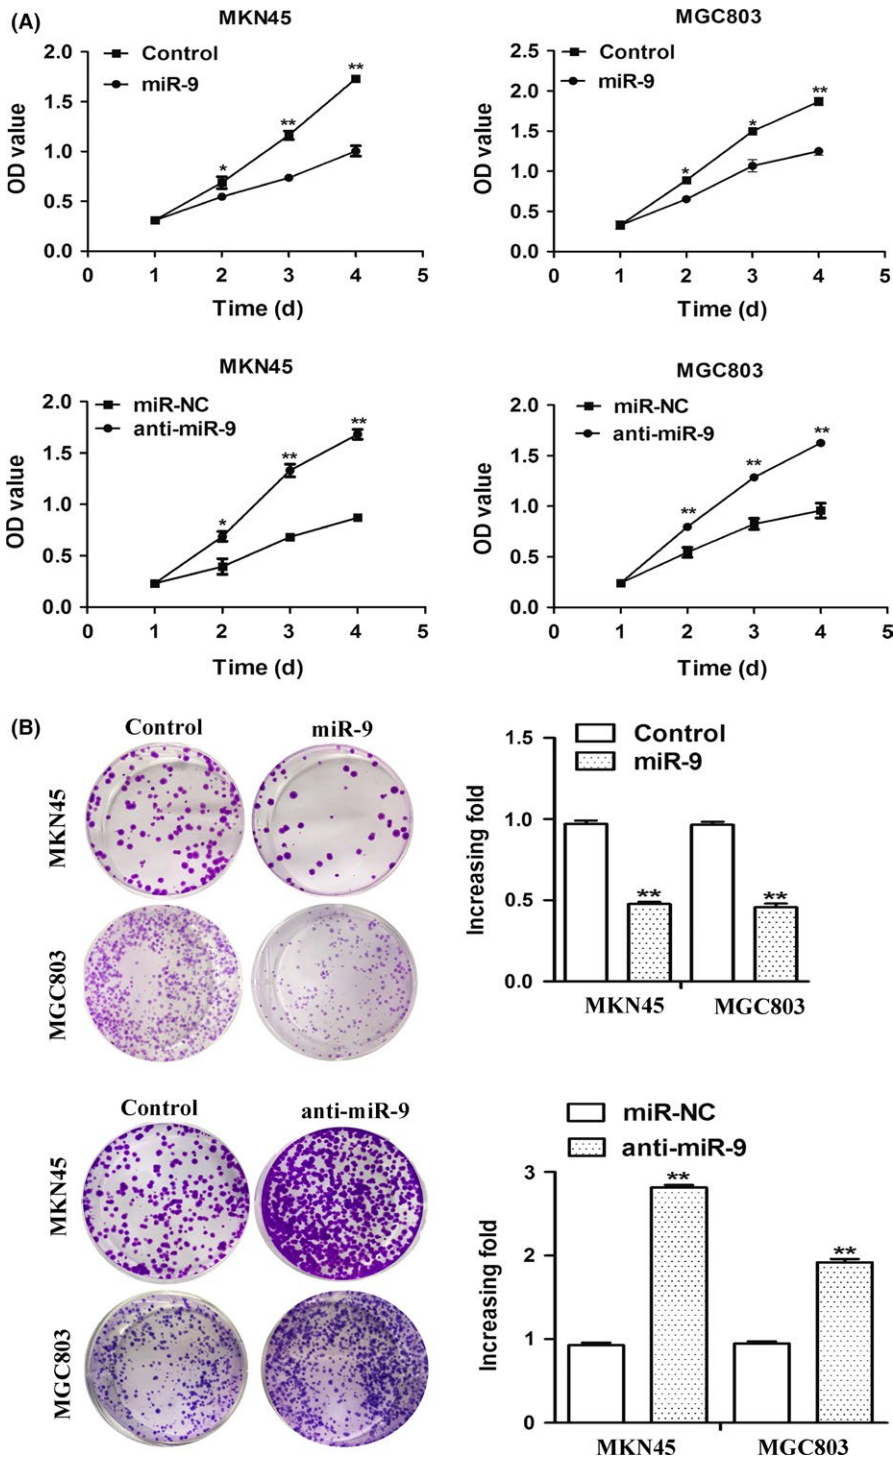 (A)
MKN45
Control
miR-9
OD value
2.0
1.5
1.0
0.5
0.0
**
**
*
0 1 2 3 4 5
Time (d)
MGC803
Control
miR-9
OD value
2.5
2.0
1.5
1.0
0.5
0.0
**
*
*
0 1 2 3 4 5
Time (d)
MKN45
miR-NC
anti-miR-9
OD value
2.0
1.5
1.0
0.5
0.0
**
**
*
0 1 2 3 4 5
Time (d)
MGC803
miR-NC
anti-miR-9
OD value
2.0
1.5
1.0
0.5
0.0
**
**
**
0 1 2 3 4 5
Time (d)
(B)
Control miR-9
MKN45
MGC803
Control
miR-9
Increasing fold
1.5
1.0
0.5
0.0
** **
MKN45 MGC803
Control anti-miR-9
MKN45
MGC803
miR-NC
anti-miR-9
Increasing fold
3
2
1
0
**
**
MKN45 MGC803